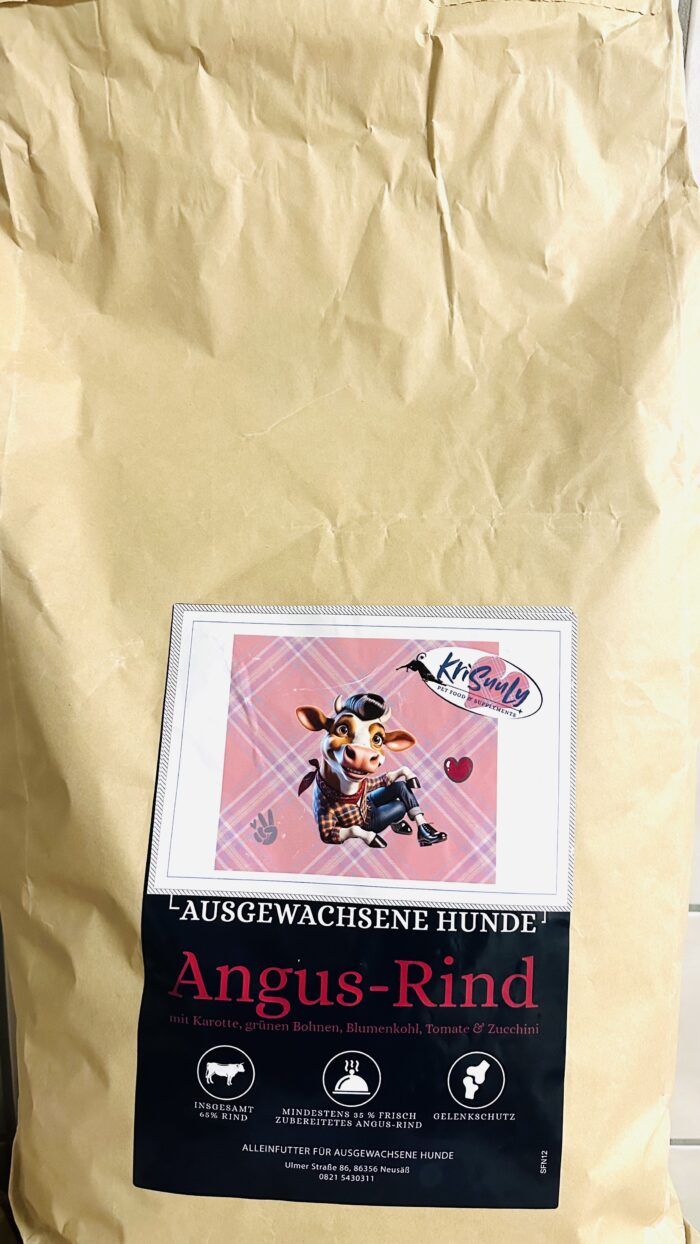 KriSuuly
PET FOOD & SUPPLEMENTS
AUSGEWACHSENE HUNDE
Angus-Rind
mit Karotte, grünen Bohnen, Blumenkohl, Tomate & Zucchini
INSGESAMT
65% RIND
MINDESTENS 35 % FRISCH
ZUBEREITETES ANGUS-RIND
GELENKSCHUTZ
ALLEINFUTTER FÜR AUSGEWACHSENE HUNDE
Ulmer Straße 86, 86356 Neusäß
0821 5430311
SFN12